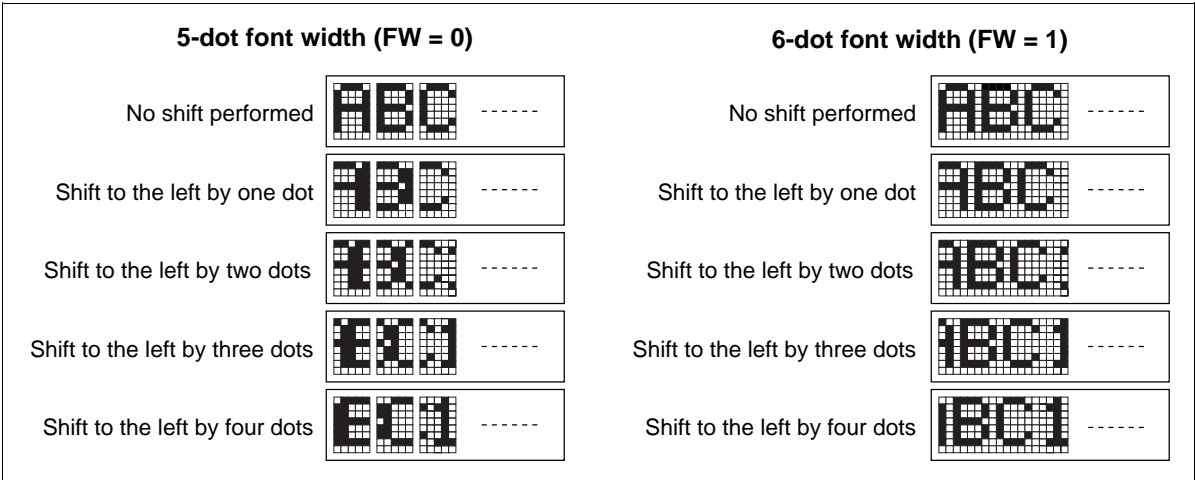 5-dot font width (FW = 0)
No shift performed
ABC ------
Shift to the left by one dot
------
Shift to the left by two dots
------
Shift to the left by three dots
------
Shift to the left by four dots
------
6-dot font width (FW = 1)
No shift performed
ABC ------
Shift to the left by one dot
BC ------
Shift to the left by two dots
BC ------
Shift to the left by three dots
BC ------
Shift to the left by four dots
BC ------